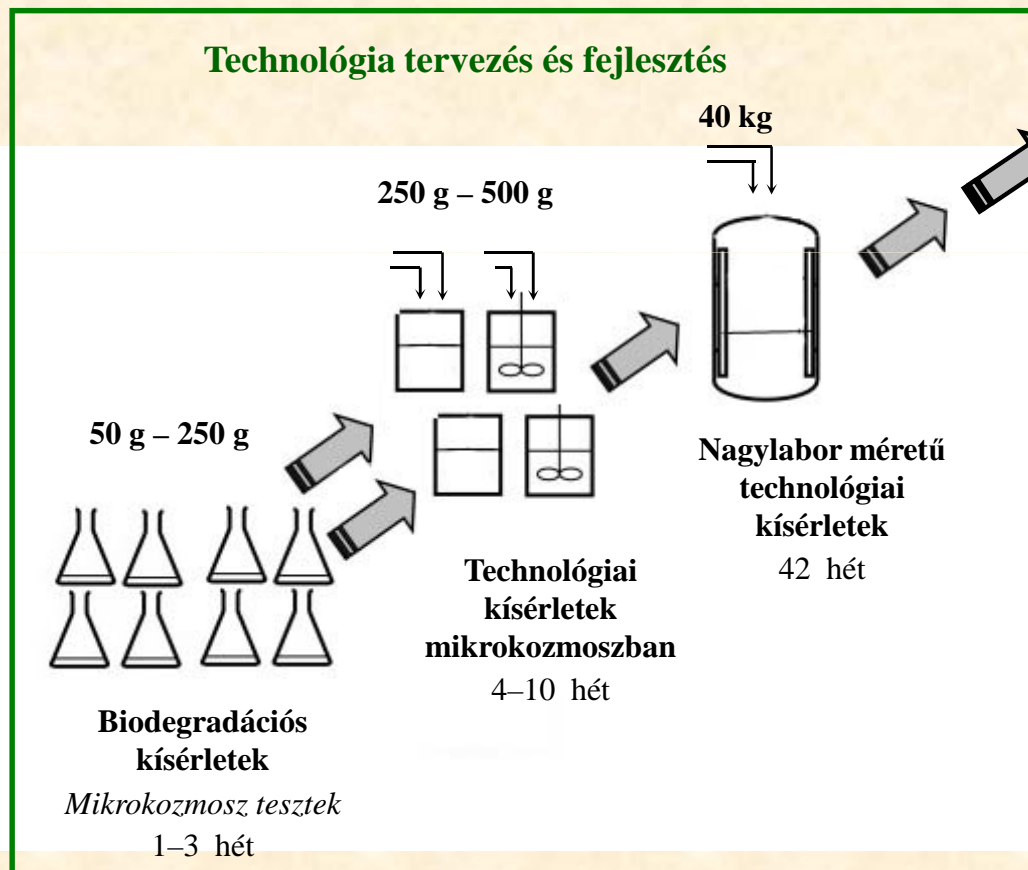 Technológia tervezés és fejlesztés
40 kg
250 g – 500 g
50 g – 250 g
Nagylabor méretű
technológiai
kísérletek
42 hét
Technológiai
kísérletek
mikrokozmoszban
4–10 hét
Biodegradációs
kísérletek
Mikrokozmosz tesztek
1–3 hét